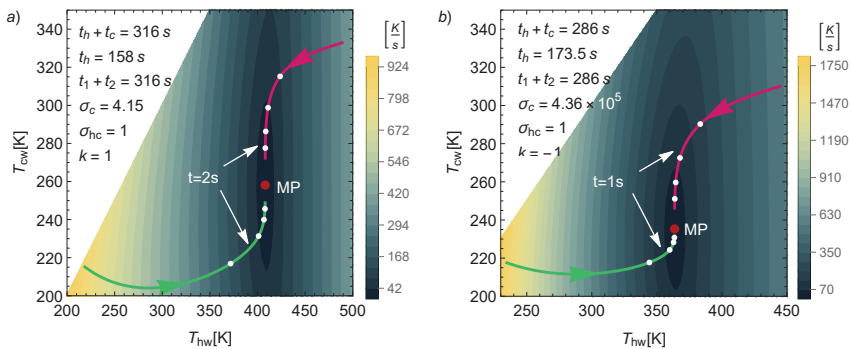 a)
t_h + t_c = 316 s
t_h = 158 s
t_1 + t_2 = 316 s
σ_c = 4.15
σ_hc = 1
k = 1
t=2s
MP
340
320
300
280
260
240
220
200
T_cw[K]
200 250 300 350 400 450 500
T_hw[K]
[K/s]
924
798
672
546
420
294
168
42
b)
t_h + t_c = 286 s
t_h = 173.5 s
t_1 + t_2 = 286 s
σ_c = 4.36 × 10^5
σ_hc = 1
k = −1
t=1s
MP
340
320
300
280
260
240
220
200
T_cw[K]
250 300 350 400 450
T_hw[K]
[K/s]
1750
1470
1190
910
630
350
70